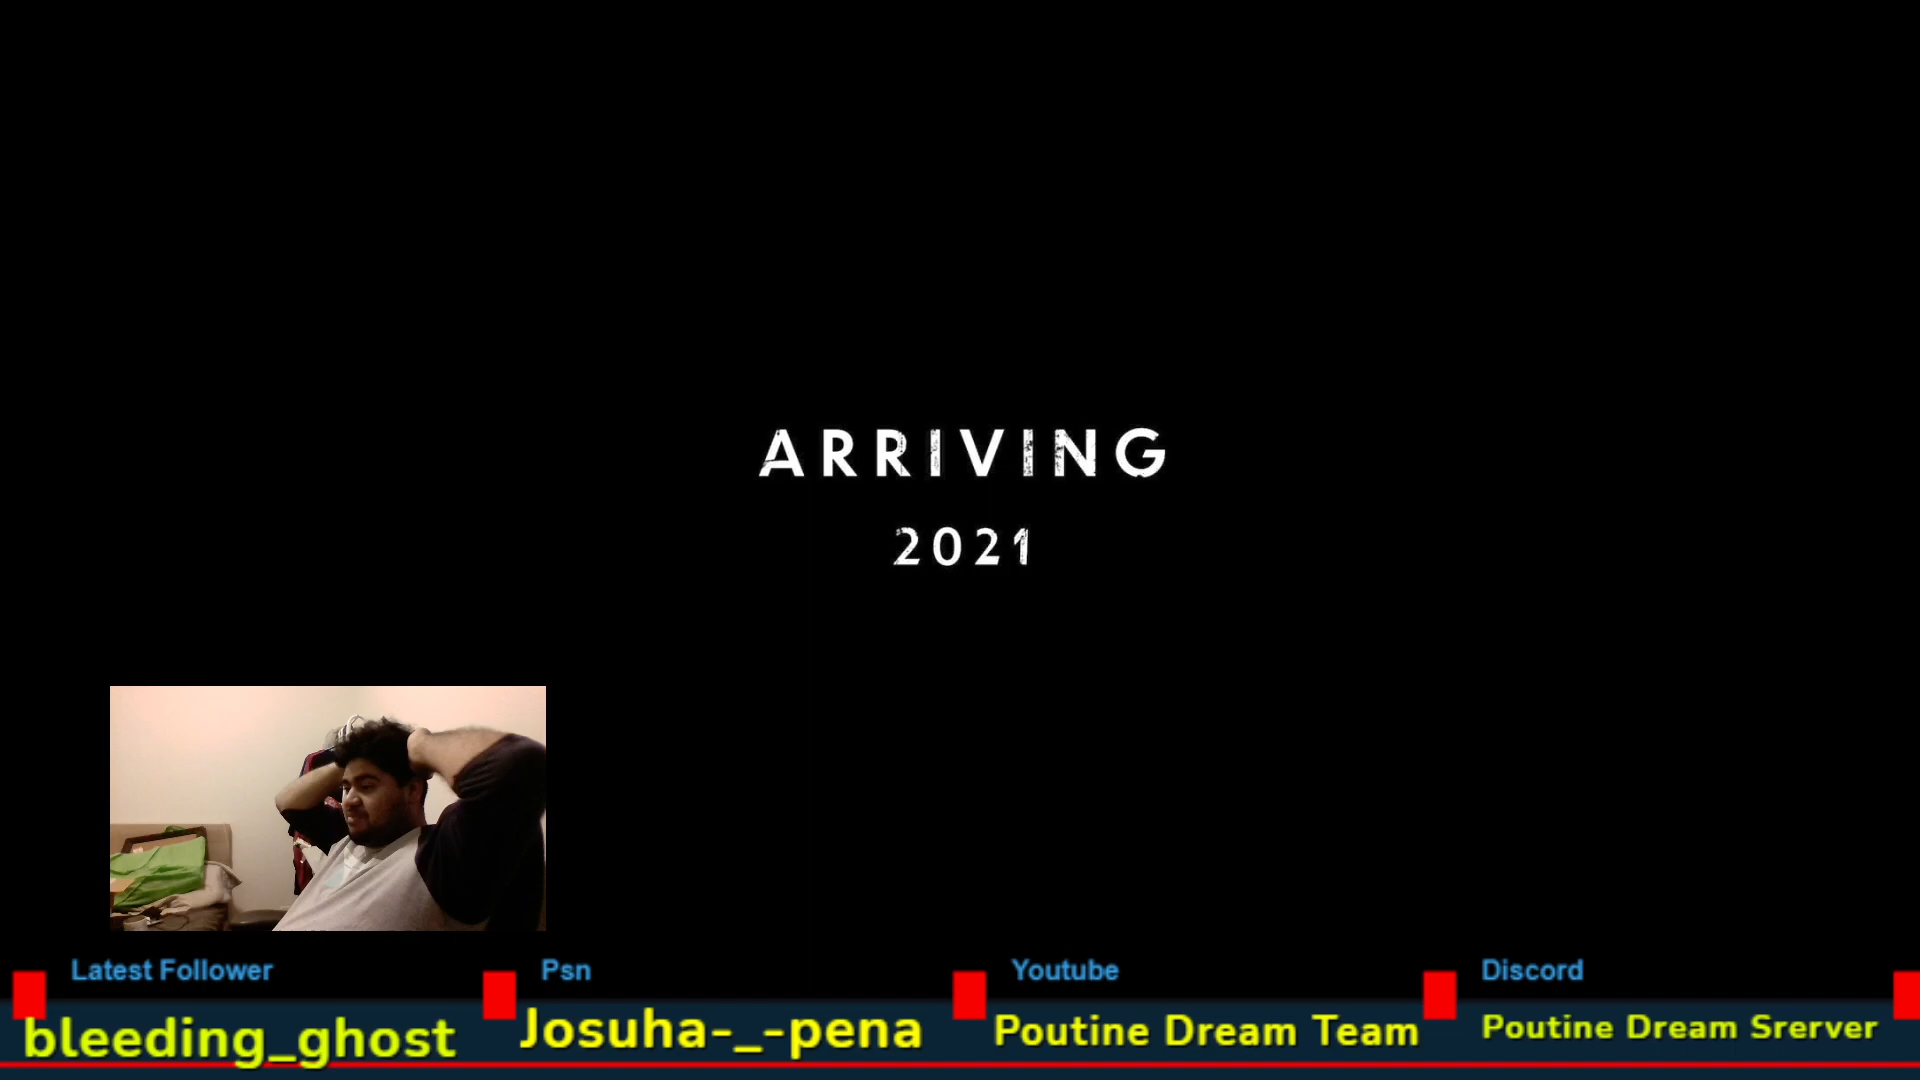 ARRIVING
2021
Latest Follower
bleeding_ghost
Psn
Josuha-_-pena
Youtube
Poutine Dream Team
Discord
Poutine Dream Srerver